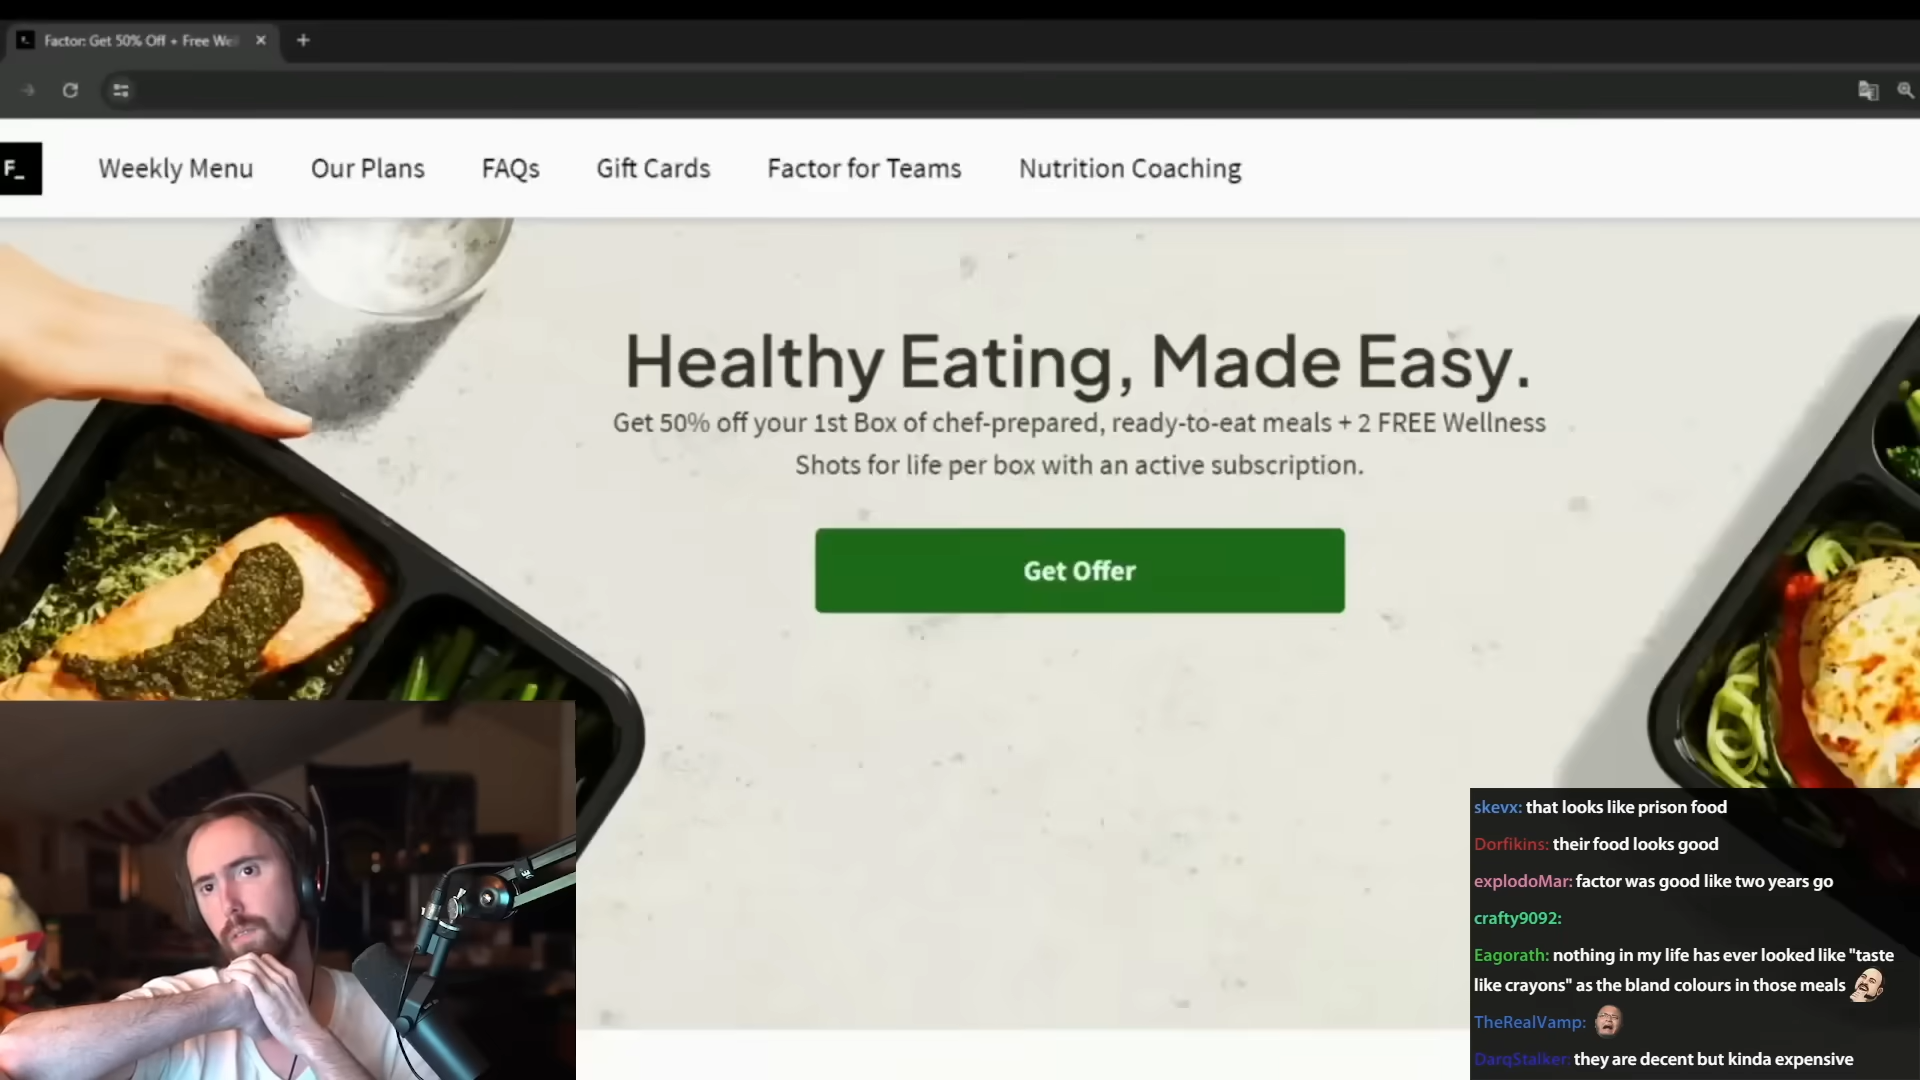 Factor: Get 50% Off + Free We
F_
Weekly Menu Our Plans FAQs Gift Cards Factor for Teams Nutrition Coaching
Healthy Eating, Made Easy.
Get 50% off your 1st Box of chef-prepared, ready-to-eat meals + 2 FREE Wellness
Shots for life per box with an active subscription.
Get Offer
skevx: that looks like prison food
Dorfikins: their food looks good
explodoMar: factor was good like two years go
crafty9092:
Eagorath: nothing in my life has ever looked like "taste
like crayons" as the bland colours in those meals
TheRealVamp:
DarqStalker: they are decent but kinda expensive